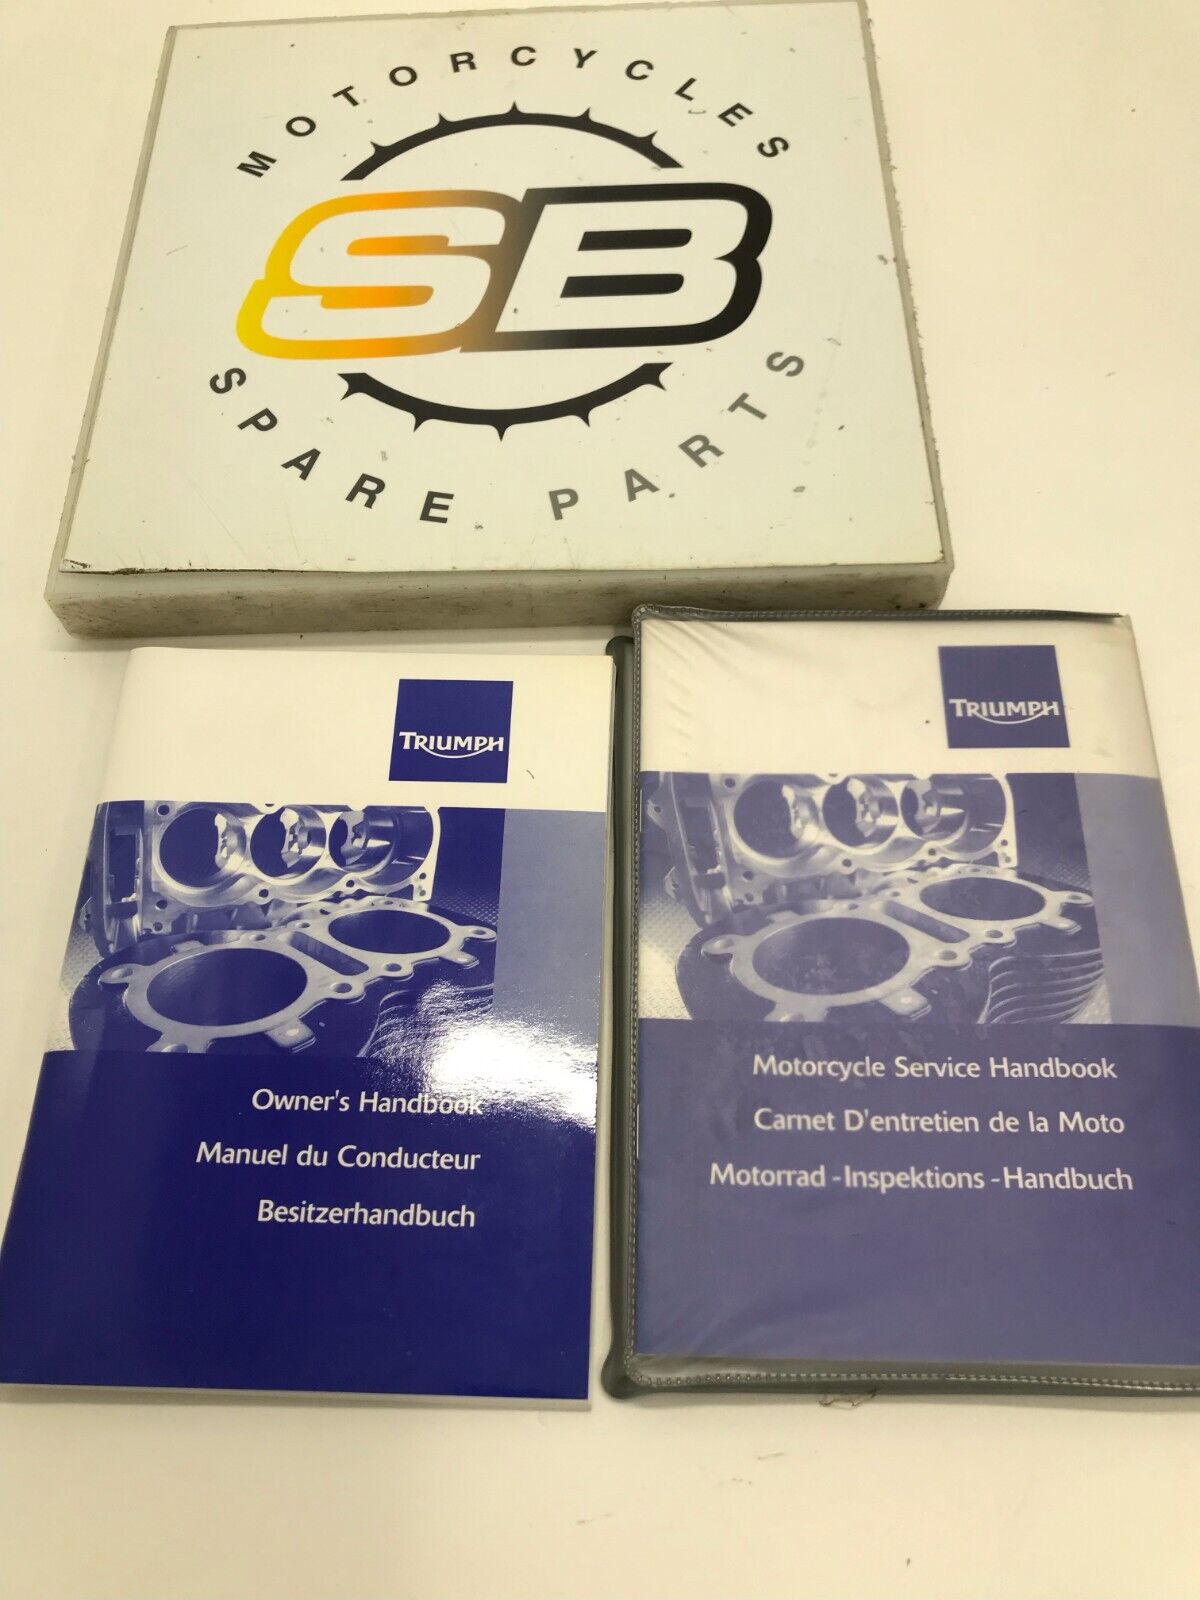 MOTORCYCLES
SB
SPARE PARTS
TRIUMPH
Owner's Handbook
Manuel du Conducteur
Besitzerhandbuch
TRIUMPH
Motorcycle Service Handbook
Carnet D'entretien de la Moto
Motorrad -Inspektions -Handbuch